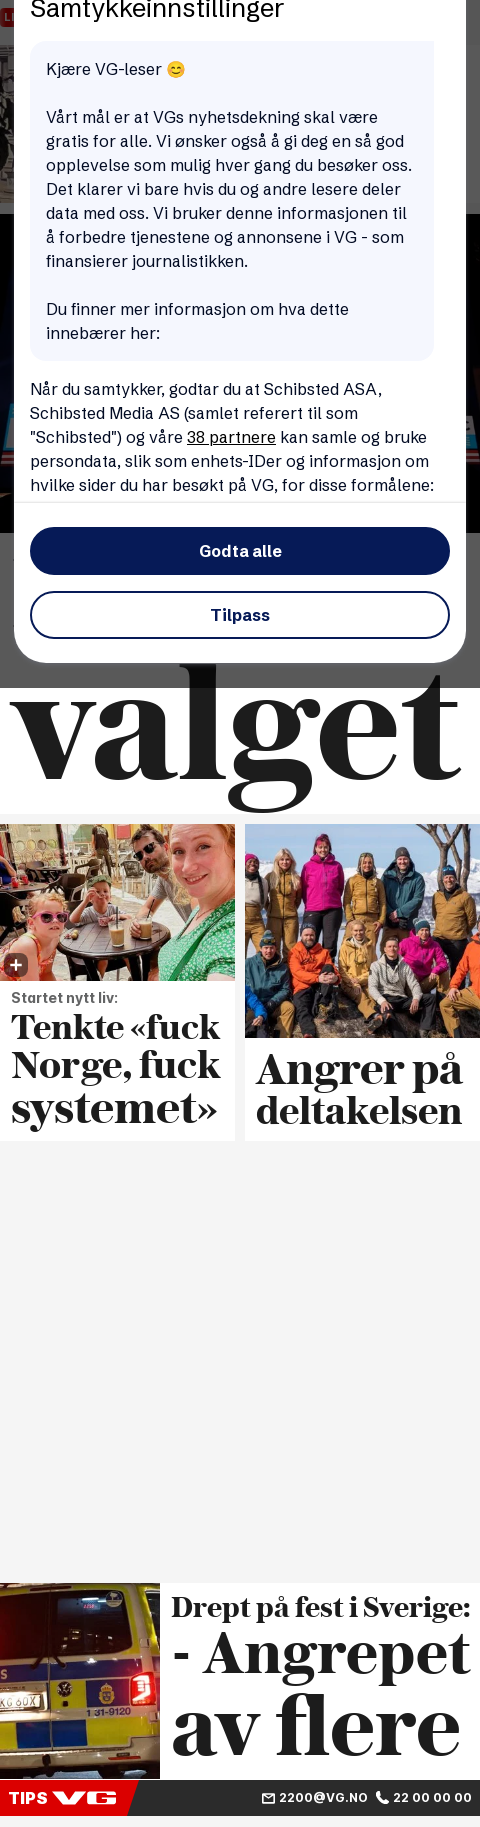 Samtykkeinnstillinger
Kjære VG-leser 😊
Vårt mål er at VGs nyhetsdekning skal være
gratis for alle. Vi ønsker også å gi deg en så god
opplevelse som mulig hver gang du besøker oss.
Det klarer vi bare hvis du og andre lesere deler
data med oss. Vi bruker denne informasjonen til
å forbedre tjenestene og annonsene i VG - som
finansierer journalistikken.
Du finner mer informasjon om hva dette
innebærer her:
Når du samtykker, godtar du at Schibsted ASA,
Schibsted Media AS (samlet referert til som
"Schibsted") og våre 38 partnere kan samle og bruke
persondata, slik som enhets-IDer og informasjon om
hvilke sider du har besøkt på VG, for disse formålene:
Godta alle
Tilpass
valget
Startet nytt liv:
Tenkte «fuck
Norge, fuck
systemet»
Angrer på
deltakelsen
Drept på fest i Sverige:
- Angrepet
av flere
1 31-9120
TIPS VG
2200@VG.NO 22 00 00 00